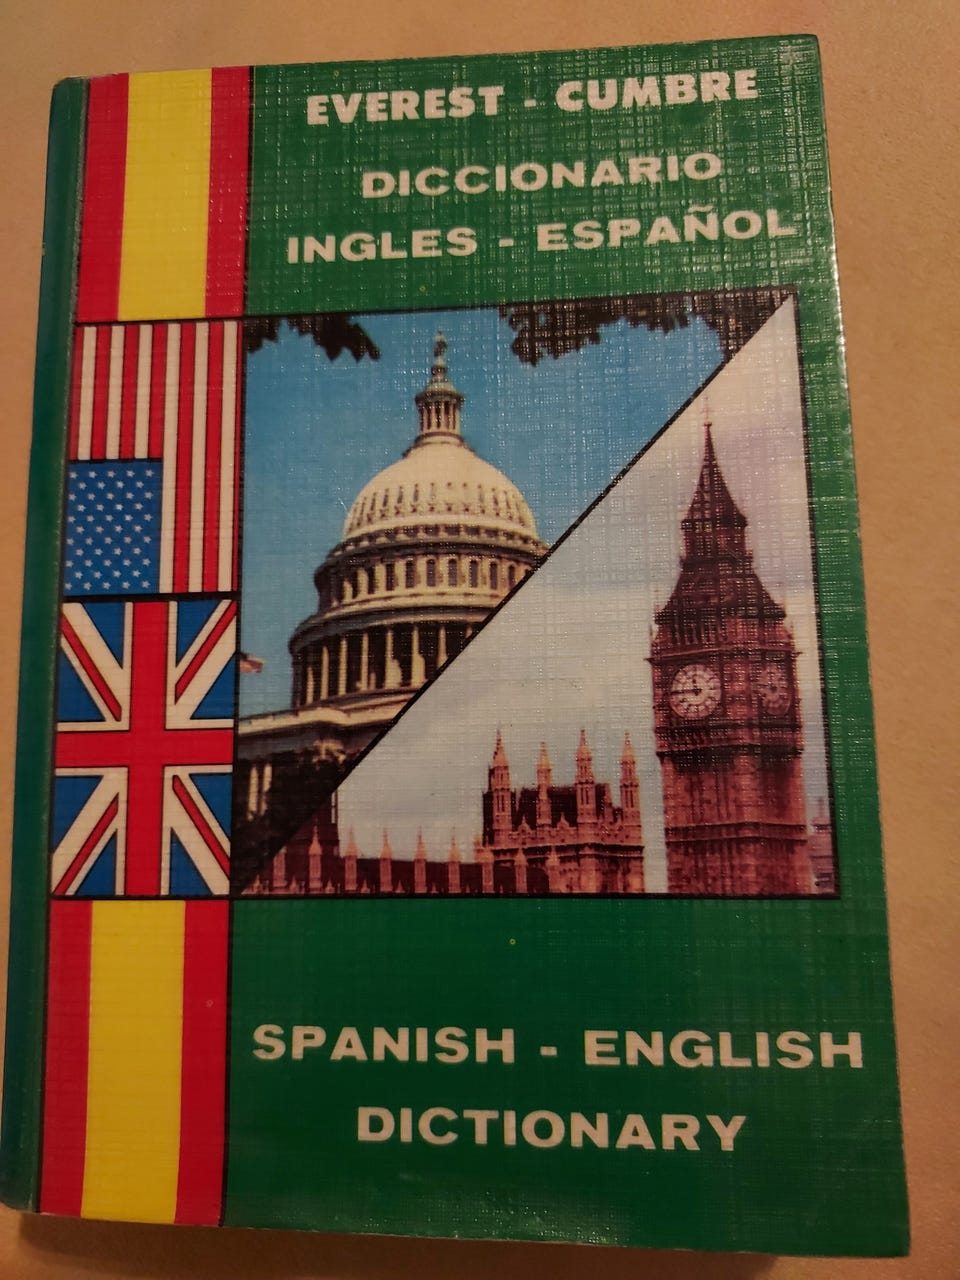 EVEREST - CUMBRE
DICCIONARIO
INGLES - ESPAÑOL
SPANISH - ENGLISH
DICTIONARY